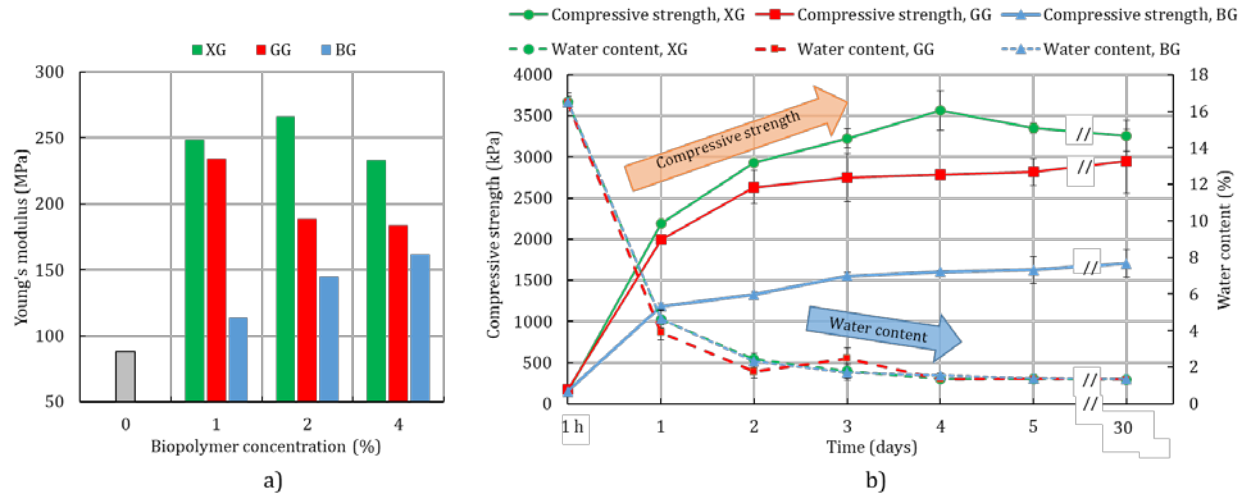 XG GG BG
Young's modulus (MPa)
300
250
200
150
100
50
0 1 2 4
Biopolymer concentration (%)
a)
Compressive strength, XG Compressive strength, GG Compressive strength, BG
Water content, XG Water content, GG Water content, BG
Compressive strength (kPa)
4000
3500
3000
2500
2000
1500
1000
500
0
Compressive strength
Water content
//
//
//
//
//
18
16
14
12
10
8
6
4
2
0
Water content (%)
1 h 1 2 3 4 5 30
Time (days)
b)